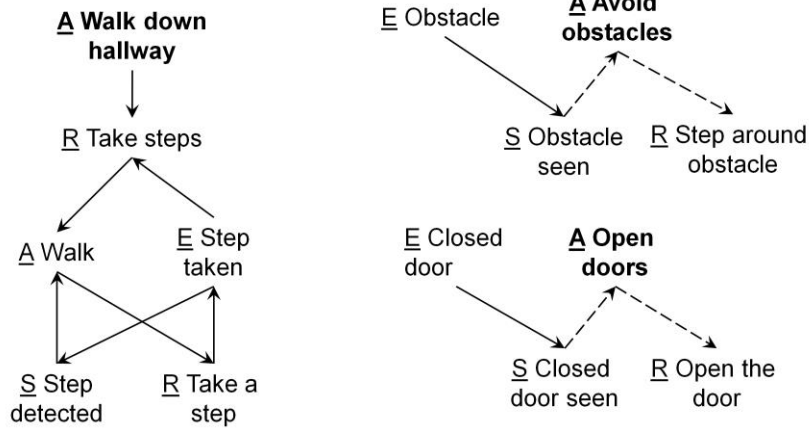 A Walk down
hallway
R Take steps
A Walk
E Step
taken
S Step
detected
R Take a
step
E Obstacle
A Avoid
obstacles
S Obstacle
seen
R Step around
obstacle
E Closed
door
A Open
doors
S Closed
door seen
R Open the
door